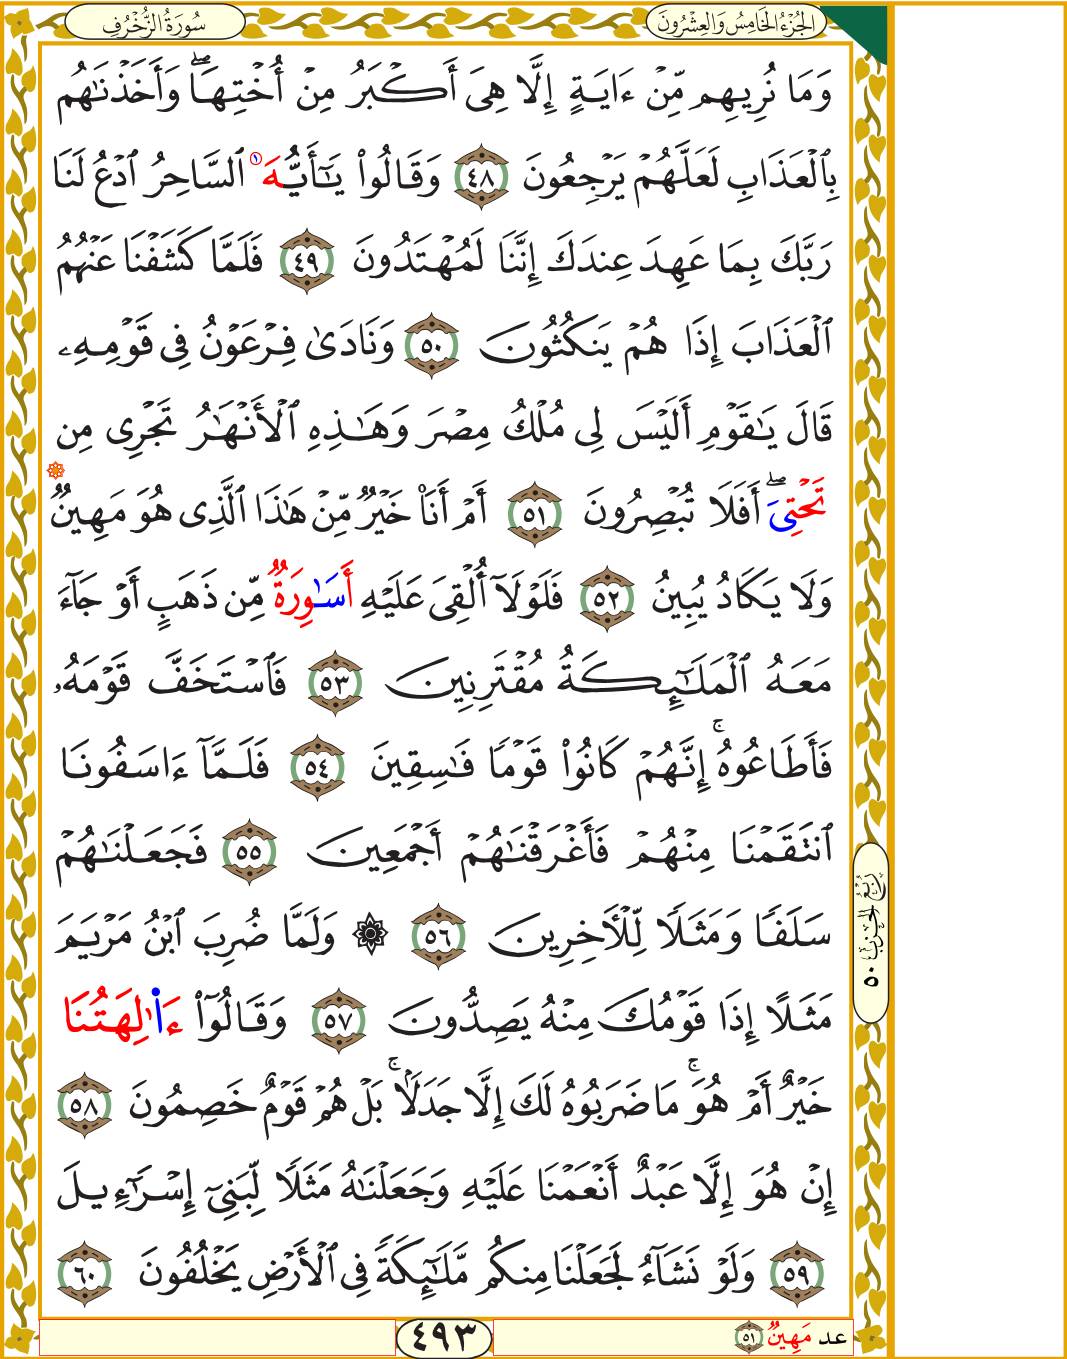 سُورَةُ الزُّخْرُفِ
الجُزْءُ الخَامِسُ وَالعِشْرُونَ
وَمَا نُرِيهِم مِّنْ ءَايَةٍ إِلَّا هِىَ أَكْبَرُ مِنْ أُخْتِهَاۖ وَأَخَذْنَٰهُم
بِٱلْعَذَابِ لَعَلَّهُمْ يَرْجِعُونَ ٤٨ وَقَالُوا۟ يَٰٓأَيُّهَ ١ ٱلسَّاحِرُ ٱدْعُ لَنَا
رَبَّكَ بِمَا عَهِدَ عِندَكَ إِنَّنَا لَمُهْتَدُونَ ٤٩ فَلَمَّا كَشَفْنَا عَنْهُمُ
ٱلْعَذَابَ إِذَا هُمْ يَنكُثُونَ ٥٠ وَنَادَىٰ فِرْعَوْنُ فِى قَوْمِهِۦ
قَالَ يَٰقَوْمِ أَلَيْسَ لِى مُلْكُ مِصْرَ وَهَٰذِهِ ٱلْأَنْهَٰرُ تَجْرِى مِن
تَحْتِىَۖ أَفَلَا تُبْصِرُونَ ٥١ أَمْ أَنَا۠ خَيْرٌ مِّنْ هَٰذَا ٱلَّذِى هُوَ مَهِينٌ
وَلَا يَكَادُ يُبِينُ ٥٢ فَلَوْلَآ أُلْقِىَ عَلَيْهِ أَسَٰوِرَةٌ مِّن ذَهَبٍ أَوْ جَآءَ
مَعَهُ ٱلْمَلَٰٓئِكَةُ مُقْتَرِنِينَ ٥٣ فَٱسْتَخَفَّ قَوْمَهُۥ
فَأَطَاعُوهُۚ إِنَّهُمْ كَانُوا۟ قَوْمًا فَٰسِقِينَ ٥٤ فَلَمَّآ ءَاسَفُونَا
ٱنتَقَمْنَا مِنْهُمْ فَأَغْرَقْنَٰهُمْ أَجْمَعِينَ ٥٥ فَجَعَلْنَٰهُمْ
سَلَفًا وَمَثَلًا لِّلْءَاخِرِينَ ٥٦ ۞ وَلَمَّا ضُرِبَ ٱبْنُ مَرْيَمَ
مَثَلًا إِذَا قَوْمُكَ مِنْهُ يَصِدُّونَ ٥٧ وَقَالُوٓا۟ ءَاٰ۬لِهَتُنَا
خَيْرٌ أَمْ هُوَۚ مَا ضَرَبُوهُ لَكَ إِلَّا جَدَلًۢاۚ بَلْ هُمْ قَوْمٌ خَصِمُونَ ٥٨
إِنْ هُوَ إِلَّا عَبْدٌ أَنْعَمْنَا عَلَيْهِ وَجَعَلْنَٰهُ مَثَلًا لِّبَنِىٓ إِسْرَٰٓءِيلَ
٥٩ وَلَوْ نَشَآءُ لَجَعَلْنَا مِنكُم مَّلَٰٓئِكَةً فِى ٱلْأَرْضِ يَخْلُفُونَ ٦٠
رُبْعُ الحِزْبِ ٥٠
٤٩٣
عد مَهِينٌ ٥١